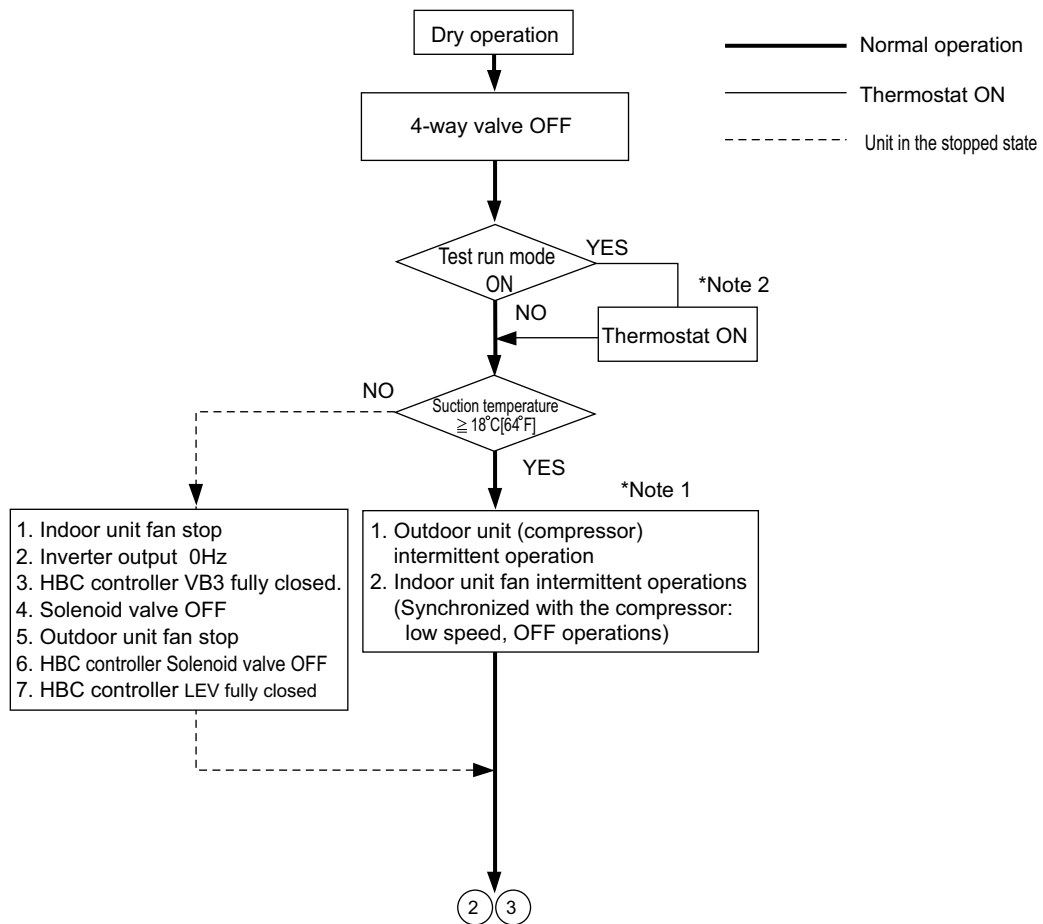 Dry operation
Normal operation
Thermostat ON
Unit in the stopped state
4-way valve OFF
Test run mode
ON
YES
*Note 2
NO
Thermostat ON
NO
Suction temperature
≧ 18°C[64°F]
YES
*Note 1
1. Indoor unit fan stop
2. Inverter output 0Hz
3. HBC controller VB3 fully closed.
4. Solenoid valve OFF
5. Outdoor unit fan stop
6. HBC controller Solenoid valve OFF
7. HBC controller LEV fully closed
1. Outdoor unit (compressor)
intermittent operation
2. Indoor unit fan intermittent operations
(Synchronized with the compressor:
low speed, OFF operations)
2 3